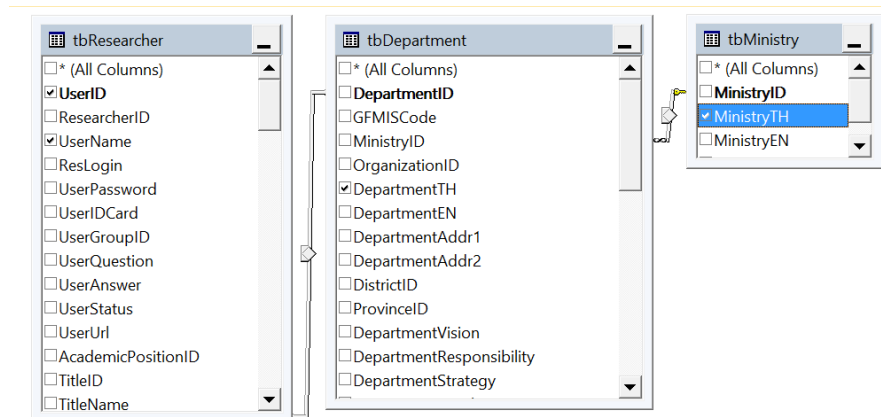 tbResearcher
* (All Columns)
UserID
ResearcherID
UserName
ResLogin
UserPassword
UserIDCard
UserGroupID
UserQuestion
UserAnswer
UserStatus
UserUrl
AcademicPositionID
TitleID
TitleName
tbDepartment
* (All Columns)
DepartmentID
GFMISCode
MinistryID
OrganizationID
DepartmentTH
DepartmentEN
DepartmentAddr1
DepartmentAddr2
DistrictID
ProvinceID
DepartmentVision
DepartmentResponsibility
DepartmentStrategy
tbMinistry
* (All Columns)
MinistryID
MinistryTH
MinistryEN